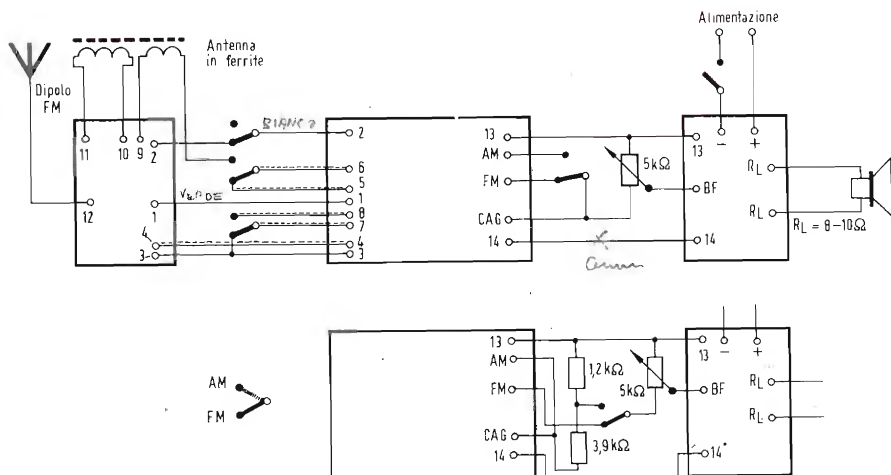 Alimentazione
Antenna
in ferrite
Dipolo
FM
11 10 9 2
12 1
4
3
BIANCO
VERDE
2
6
5
1
8
7
4
3
13
AM
FM
CAG
14
5kΩ
- +
13
BF
14
RL
RL
RL = 8-10Ω
13
AM
FM
CAG
14
1,2kΩ
3,9kΩ
5kΩ
- +
13
BF
14
RL
RL
AM
FM